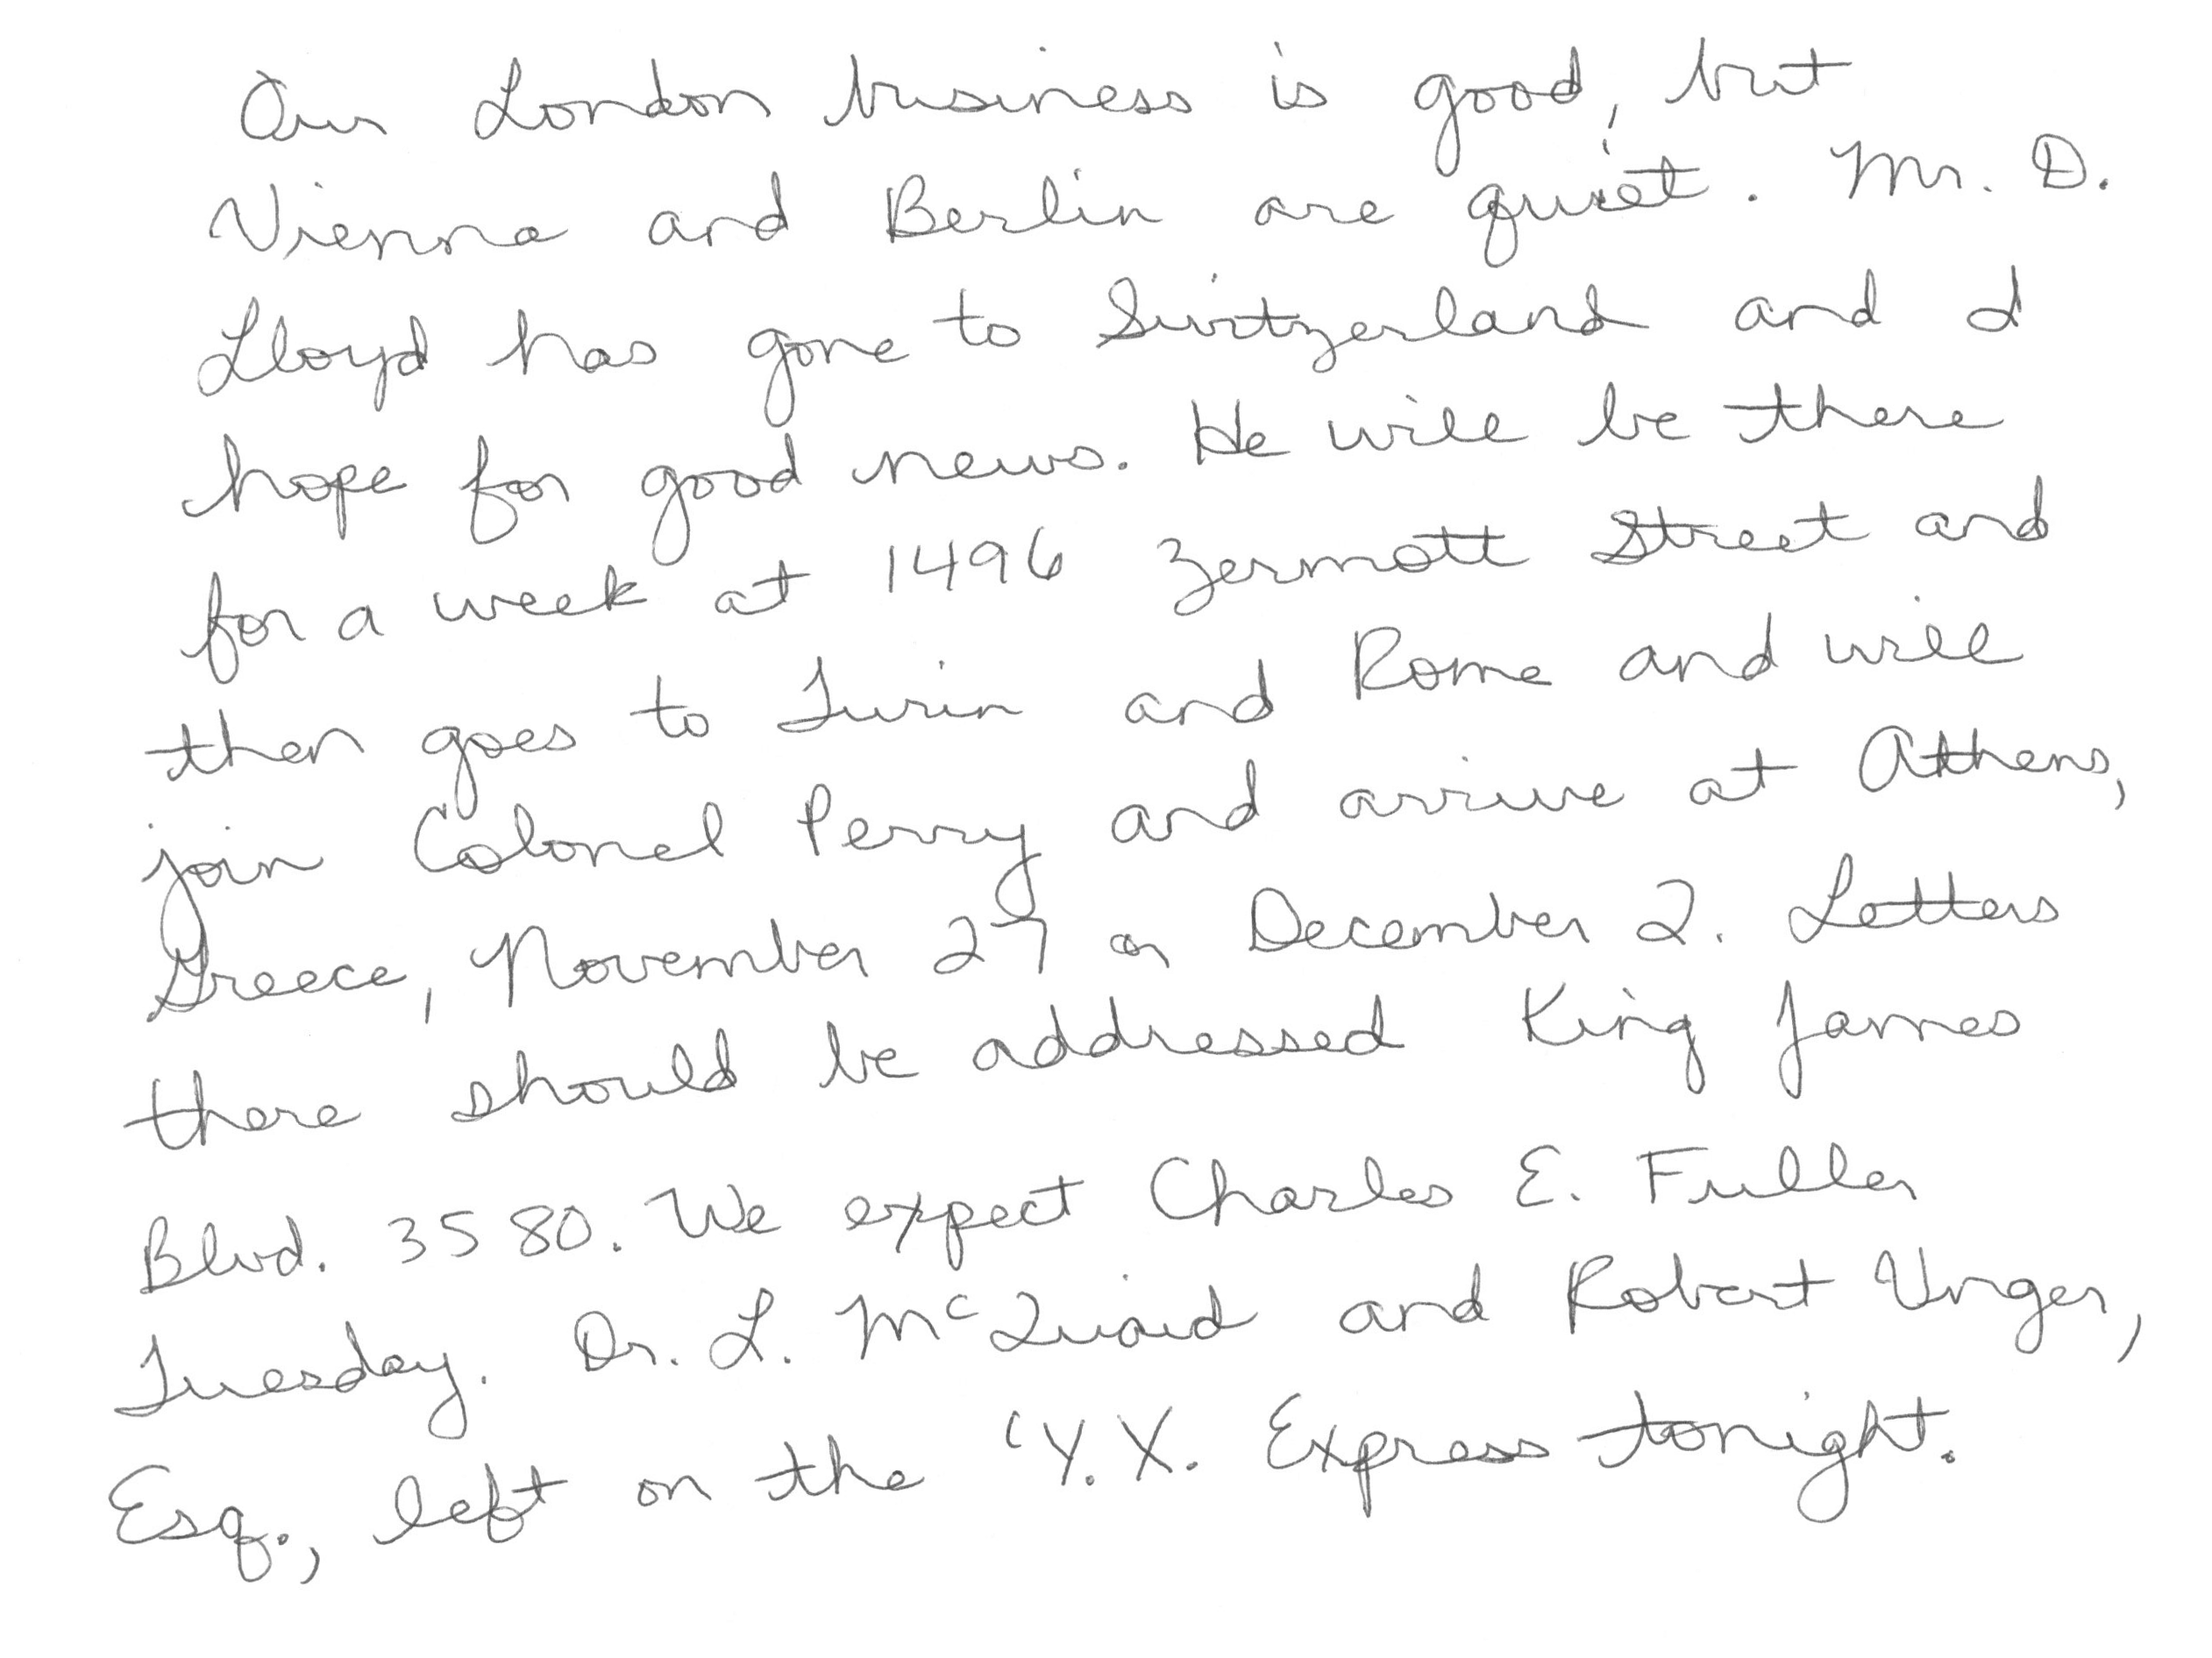 Our London business is good, but
Vienna and Berlin are quiet. Mr. D.
Lloyd has gone to Switzerland and I
hope for good news. He will be there
for a week at 1496 Zermott Street and
then goes to Turin and Rome and will
join Colonel Perry and arrive at Athens,
Greece, November 27 or December 2. Letters
there should be addressed King James
Blvd. 3580. We expect Charles E. Fuller
Tuesday. Dr. L. McQuaid and Robert Unger,
Esq., left on the 'Y.X. Express tonight.